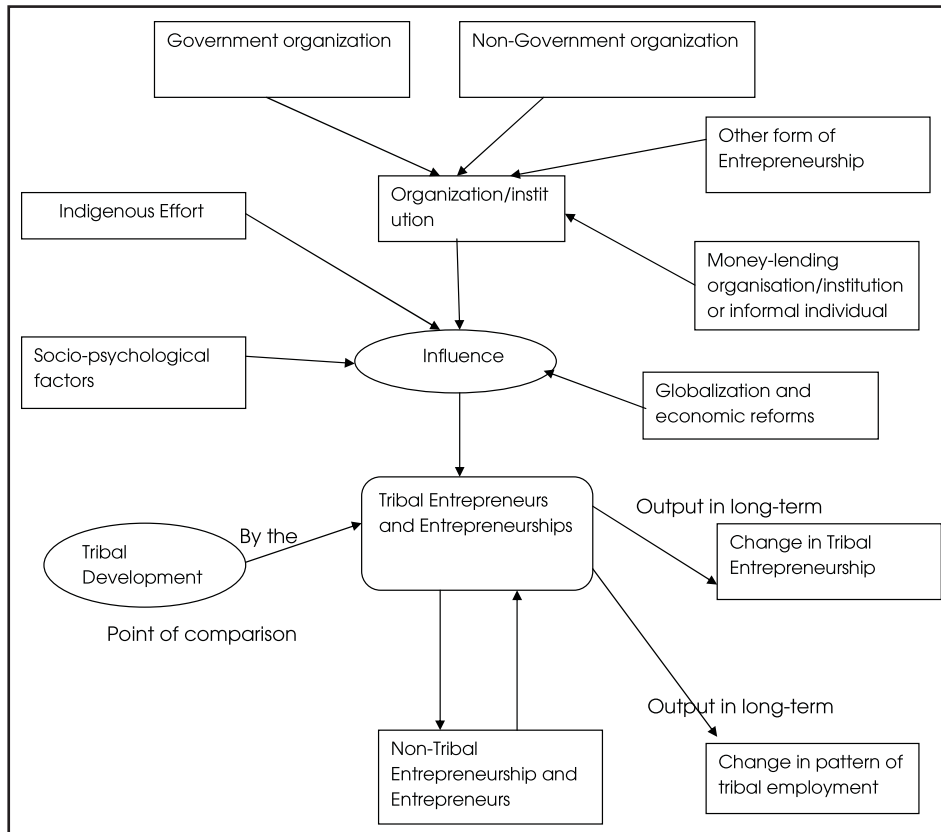 Government organization
Non-Government organization
Other form of
Entrepreneurship
Organization/instit
ution
Indigenous Effort
Money-lending
organisation/institution
or informal individual
Socio-psychological
factors
Influence
Globalization and
economic reforms
Tribal Entrepreneurs
and Entrepreneurships
Output in long-term
By the
Tribal
Development
Change in Tribal
Entrepreneurship
Point of comparison
Output in long-term
Non-Tribal
Entrepreneurship and
Entrepreneurs
Change in pattern of
tribal employment